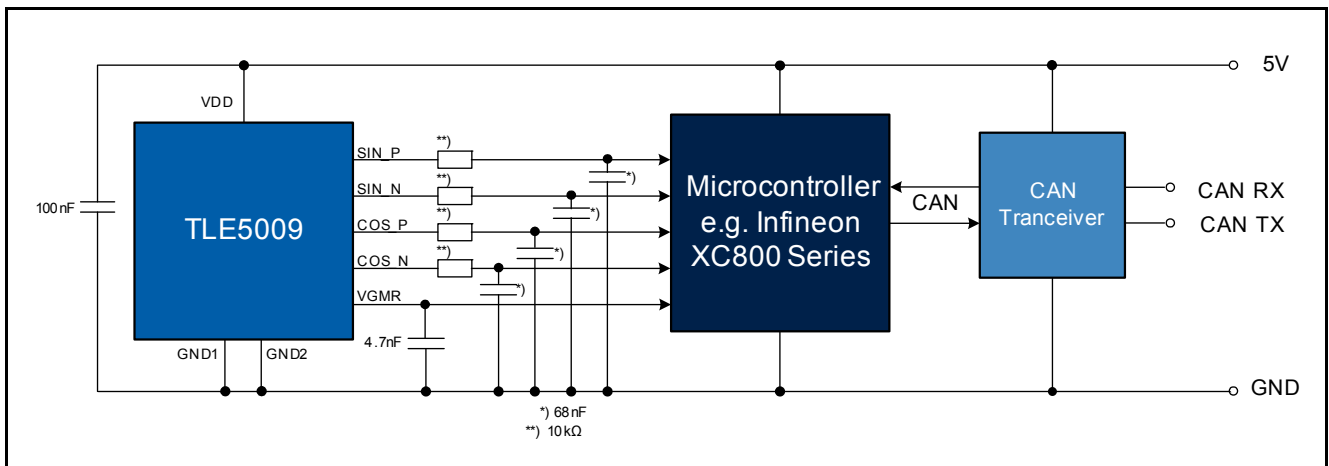 5V
VDD
**)
SIN_P
*)
**)
SIN_N
*)
100nF
TLE5009
**)
COS_P
*)
**)
COS_N
*)
VGMR
4.7nF
GND1
GND2
Microcontroller
e.g. Infineon
XC800 Series
CAN
CAN
Tranceiver
CAN RX
CAN TX
GND
*) 68nF
**) 10kΩ